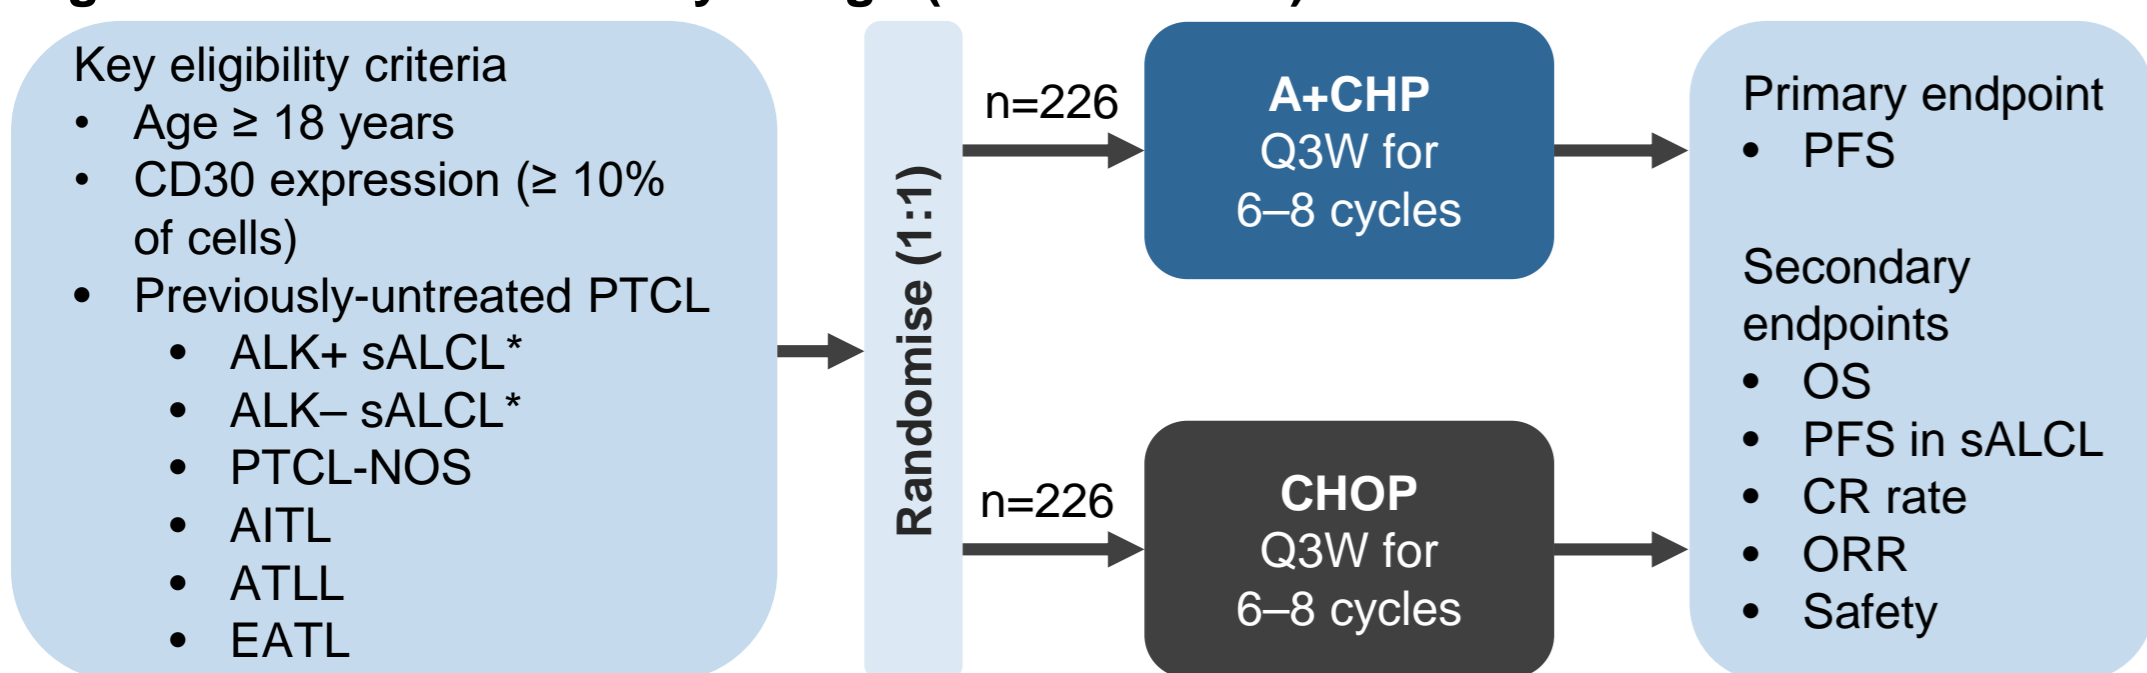 Key eligibility criteria
• Age ≥ 18 years
• CD30 expression (≥ 10%
of cells)
• Previously-untreated PTCL
• ALK+ sALCL*
• ALK– sALCL*
• PTCL-NOS
• AITL
• ATLL
• EATL
Randomise (1:1)
n=226
A+CHP
Q3W for
6–8 cycles
n=226
CHOP
Q3W for
6–8 cycles
Primary endpoint
• PFS
Secondary
endpoints
• OS
• PFS in sALCL
• CR rate
• ORR
• Safety